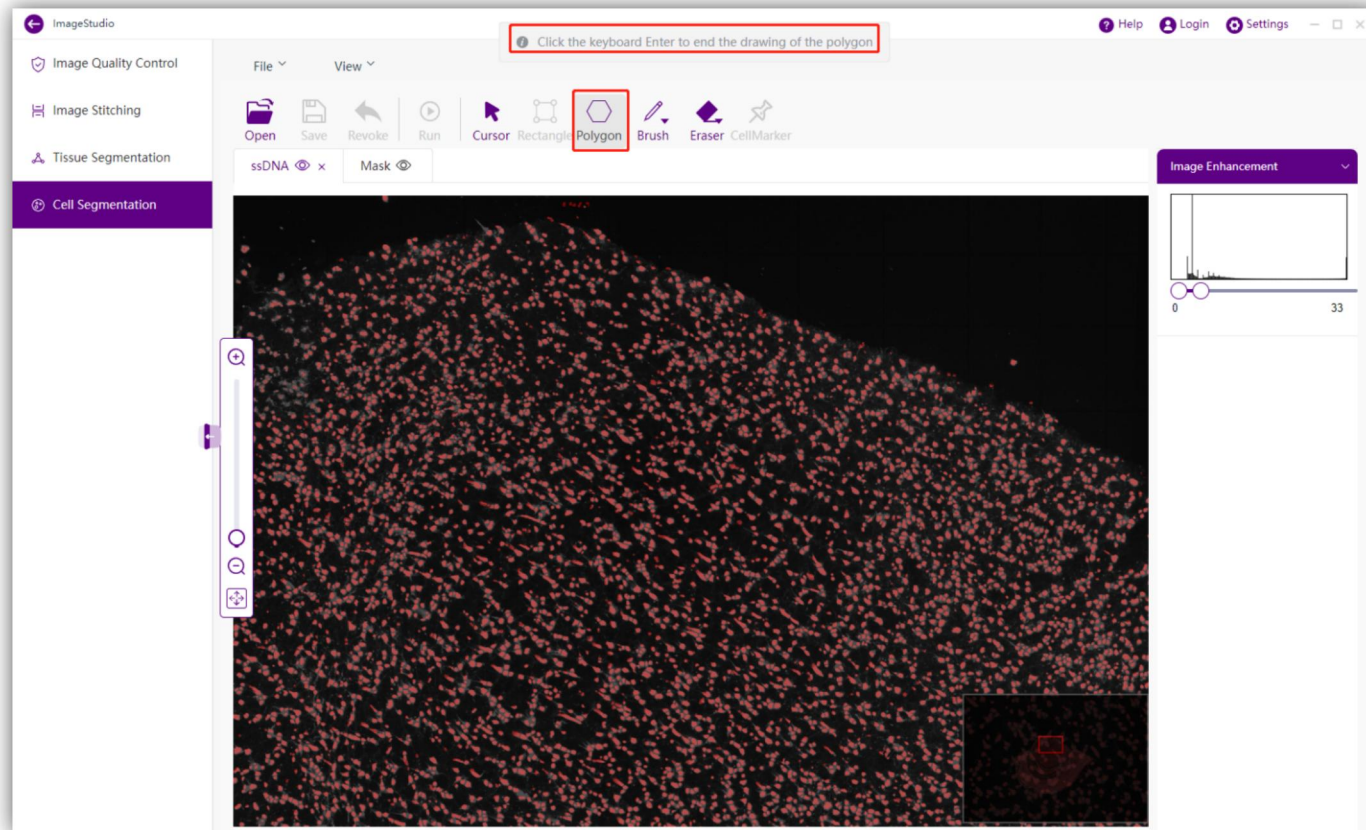 ImageStudio
Help Login Settings
Click the keyboard Enter to end the drawing of the polygon
Image Quality Control
Image Stitching
Tissue Segmentation
Cell Segmentation
File View
Open Save Revoke Run Cursor Rectangle Polygon Brush Eraser CellMarker
ssDNA x Mask
Image Enhancement
0 33